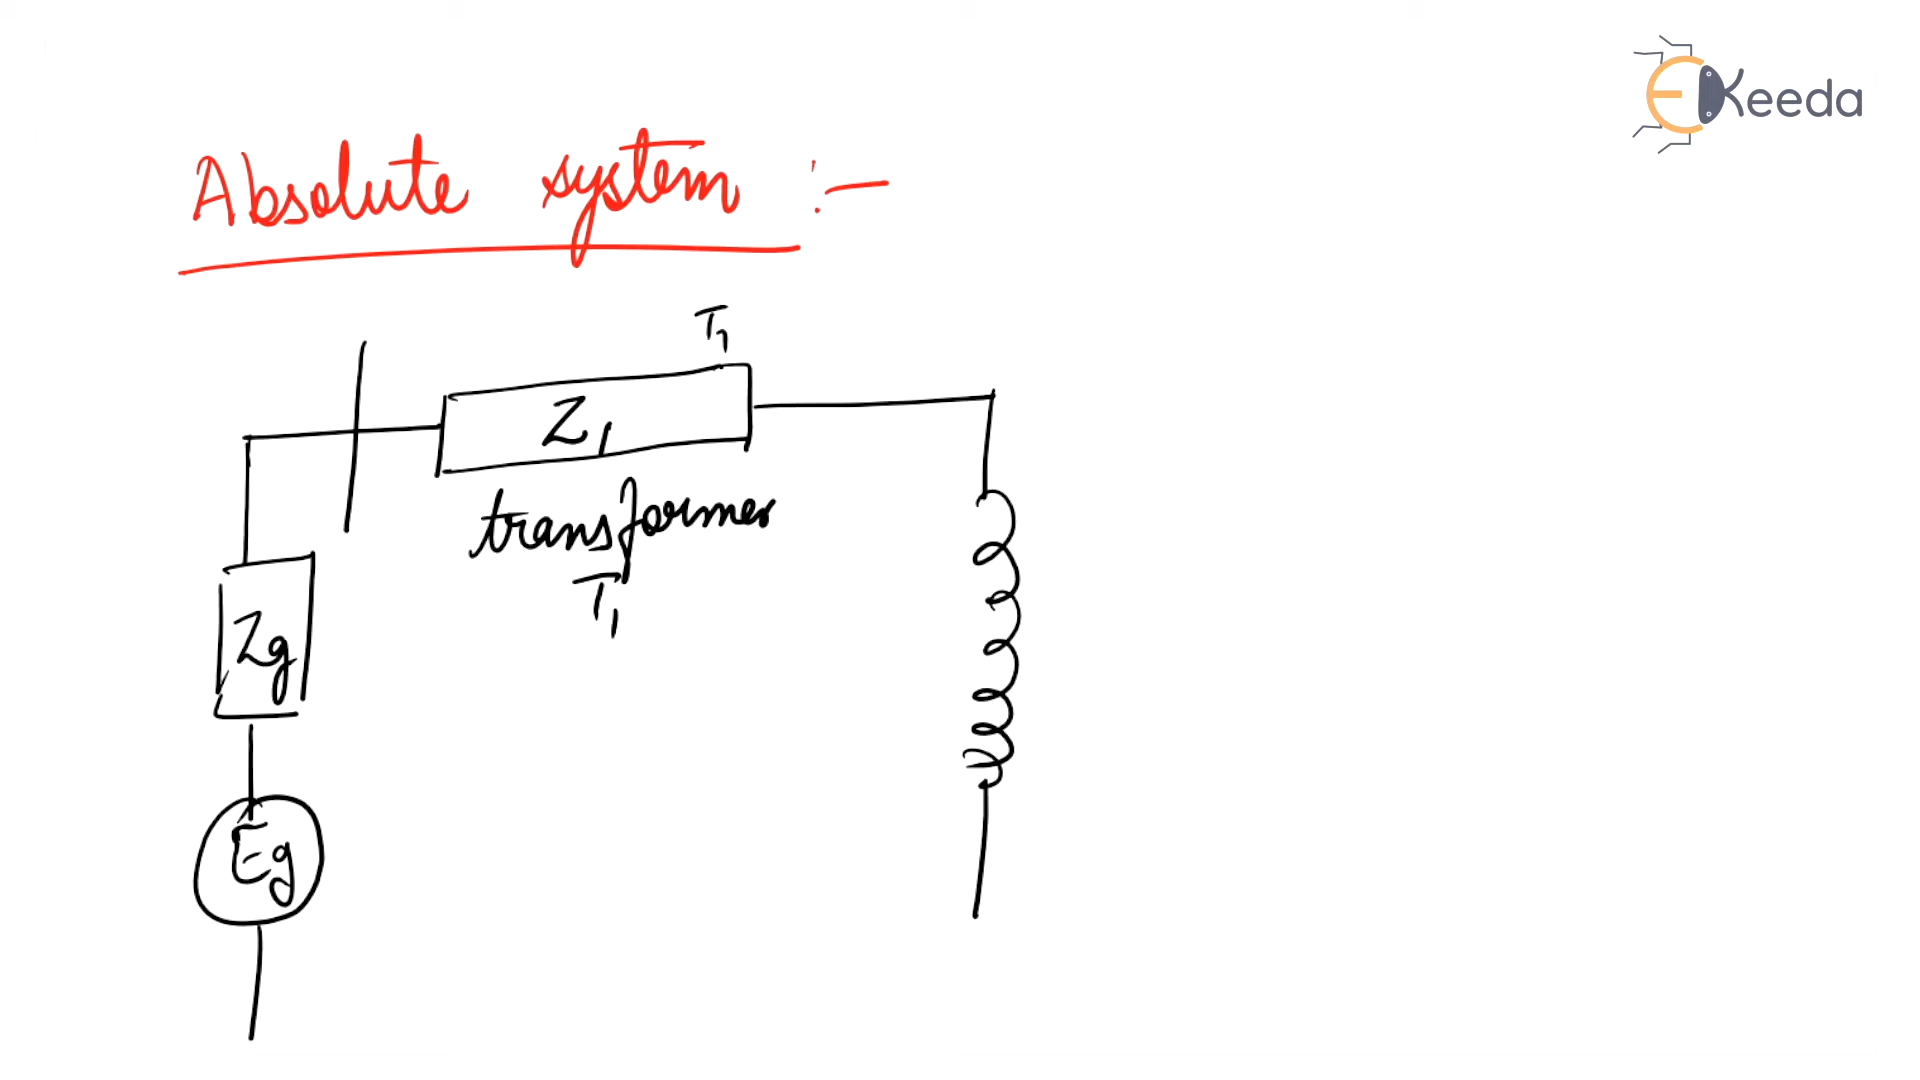 EKeeda
Absolute system :-
T1
Z1
transformer
T1
Zg
Eg